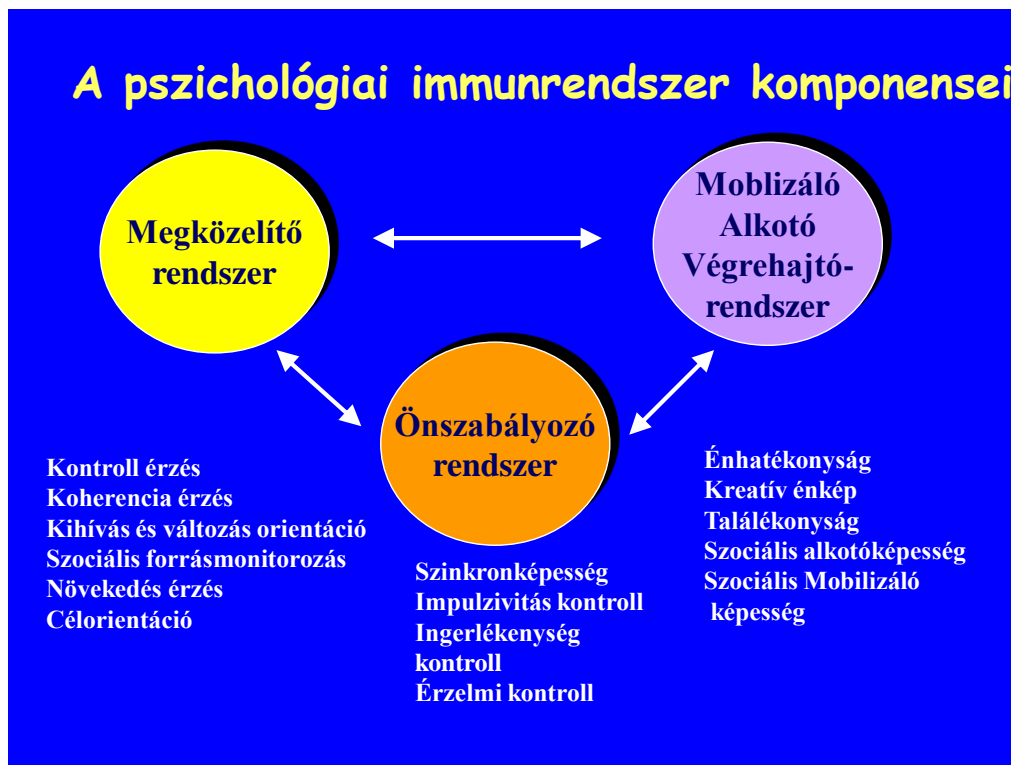 A pszichológiai immunrendszer komponensei
Megközelítő
rendszer
Moblizáló
Alkotó
Végrehajtó-
rendszer
Önszabályozó
rendszer
Kontroll érzés
Koherencia érzés
Kihívás és változás orientáció
Szociális forrásmonitorozás
Növekedés érzés
Célorientáció
Szinkronképesség
Impulzivitás kontroll
Ingerlékenység
kontroll
Érzelmi kontroll
Énhatékonyság
Kreatív énkép
Találékonyság
Szociális alkotóképesség
Szociális Mobilizáló
képesség